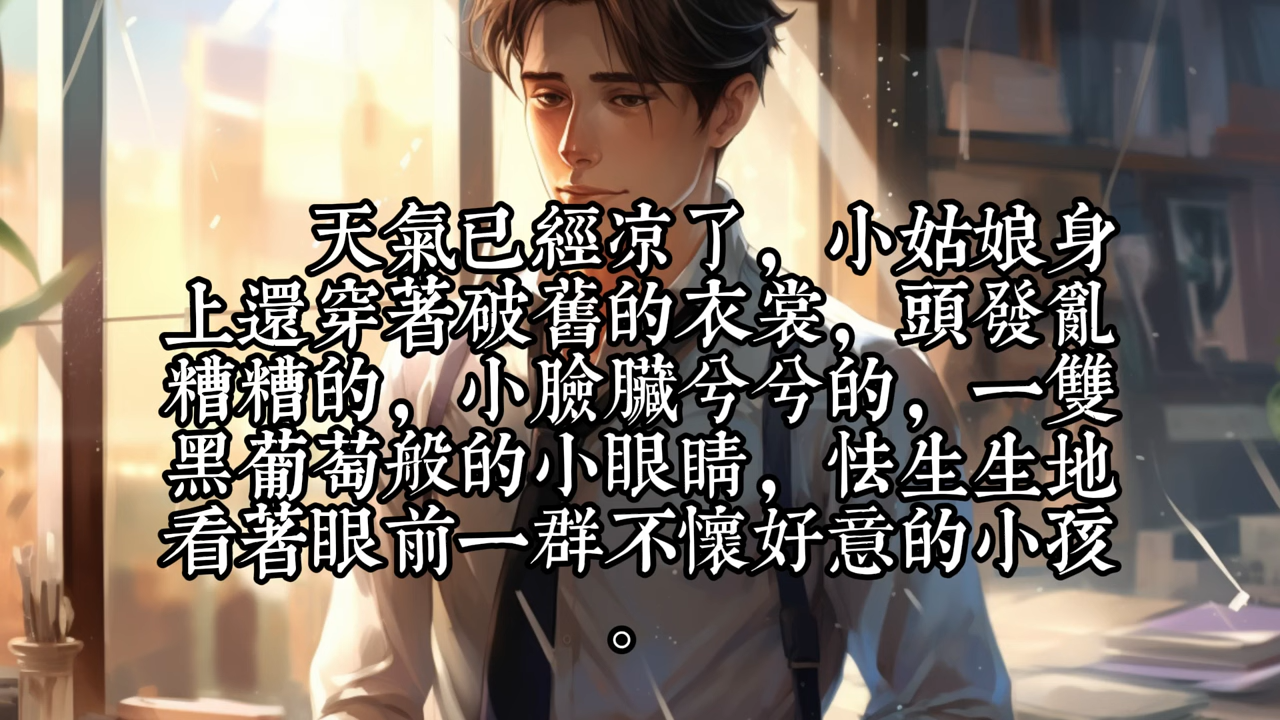 天氣已經凉了，小姑娘身
上還穿著破舊的衣裳，頭發亂
糟糟的，小臉臟兮兮的，一雙
黑葡萄般的小眼睛，怯生生地
看著眼前一群不懷好意的小孩
。